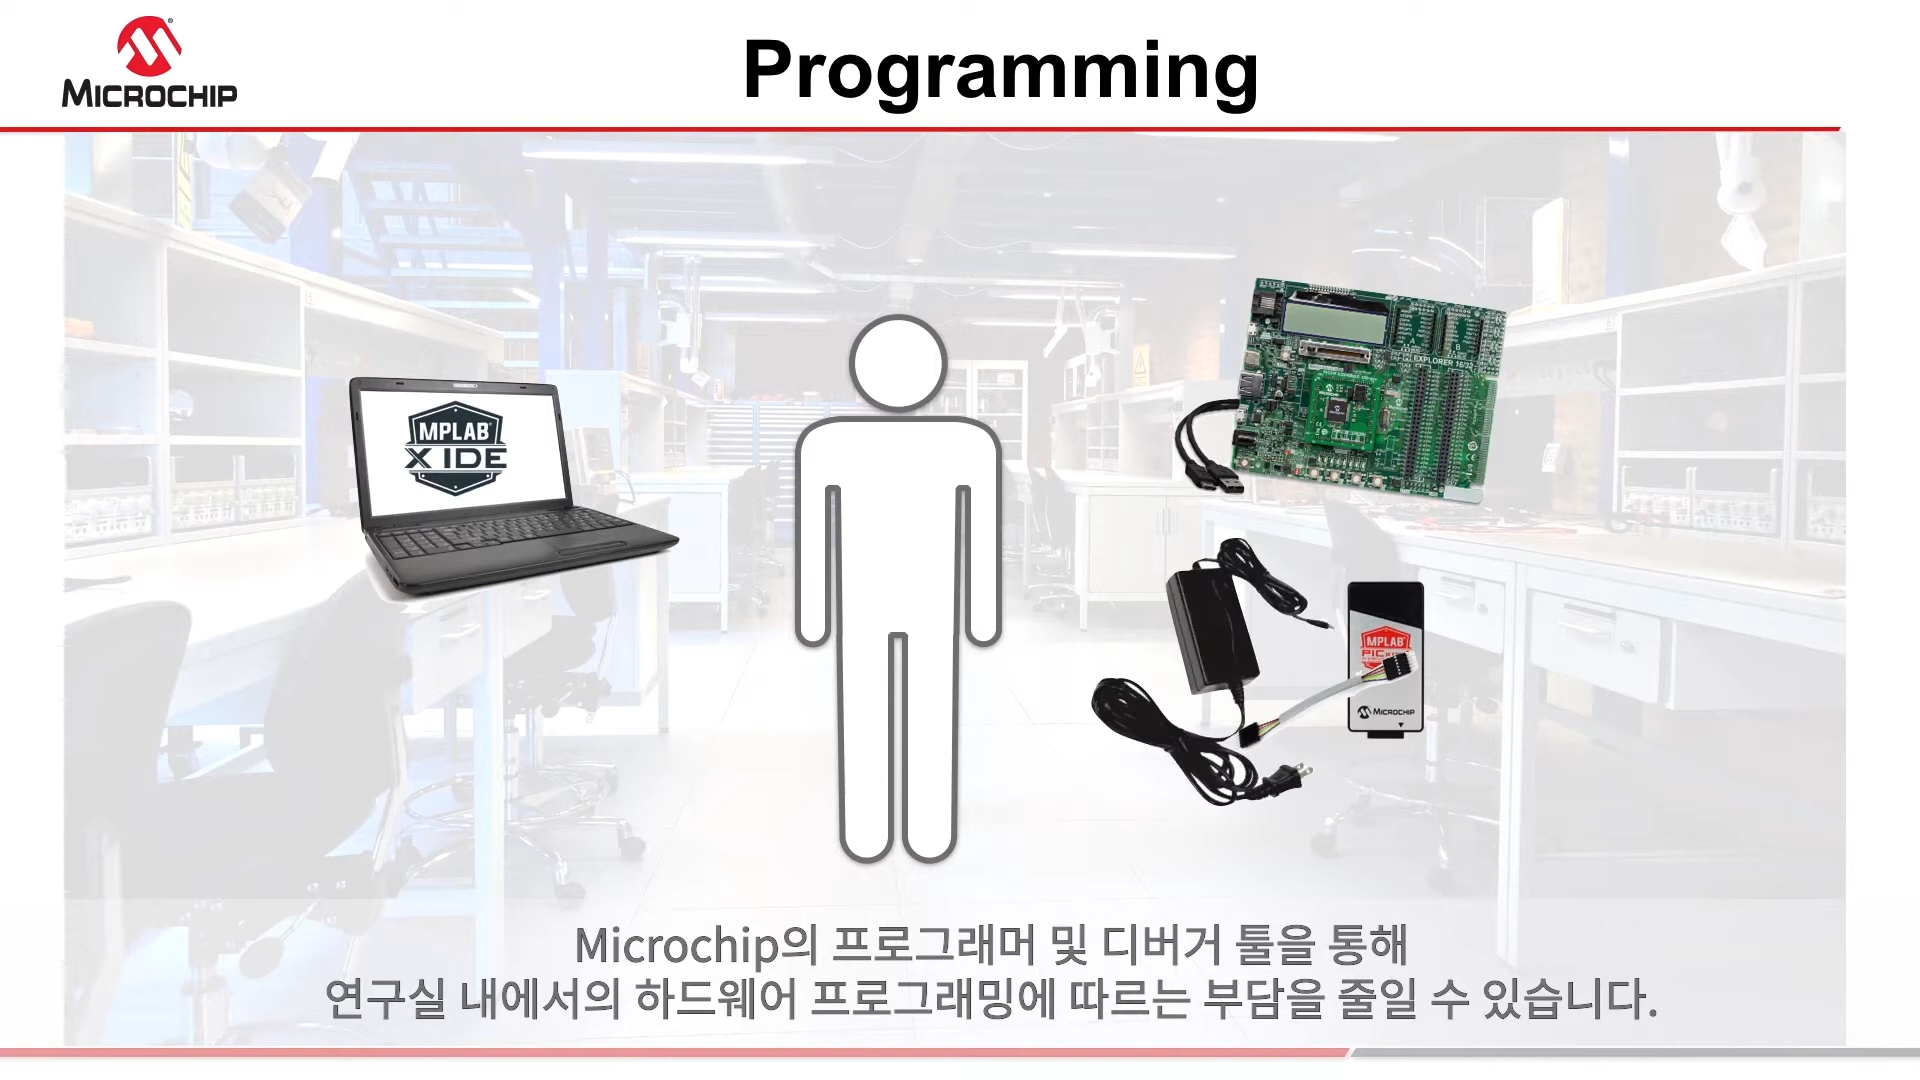 MICROCHIP
Programming
MPLAB
X IDE
EXPLORER 16/32
A
B
MPLAB
MICROCHIP
Microchip의 프로그래머 및 디버거 툴을 통해
연구실 내에서의 하드웨어 프로그래밍에 따르는 부담을 줄일 수 있습니다.